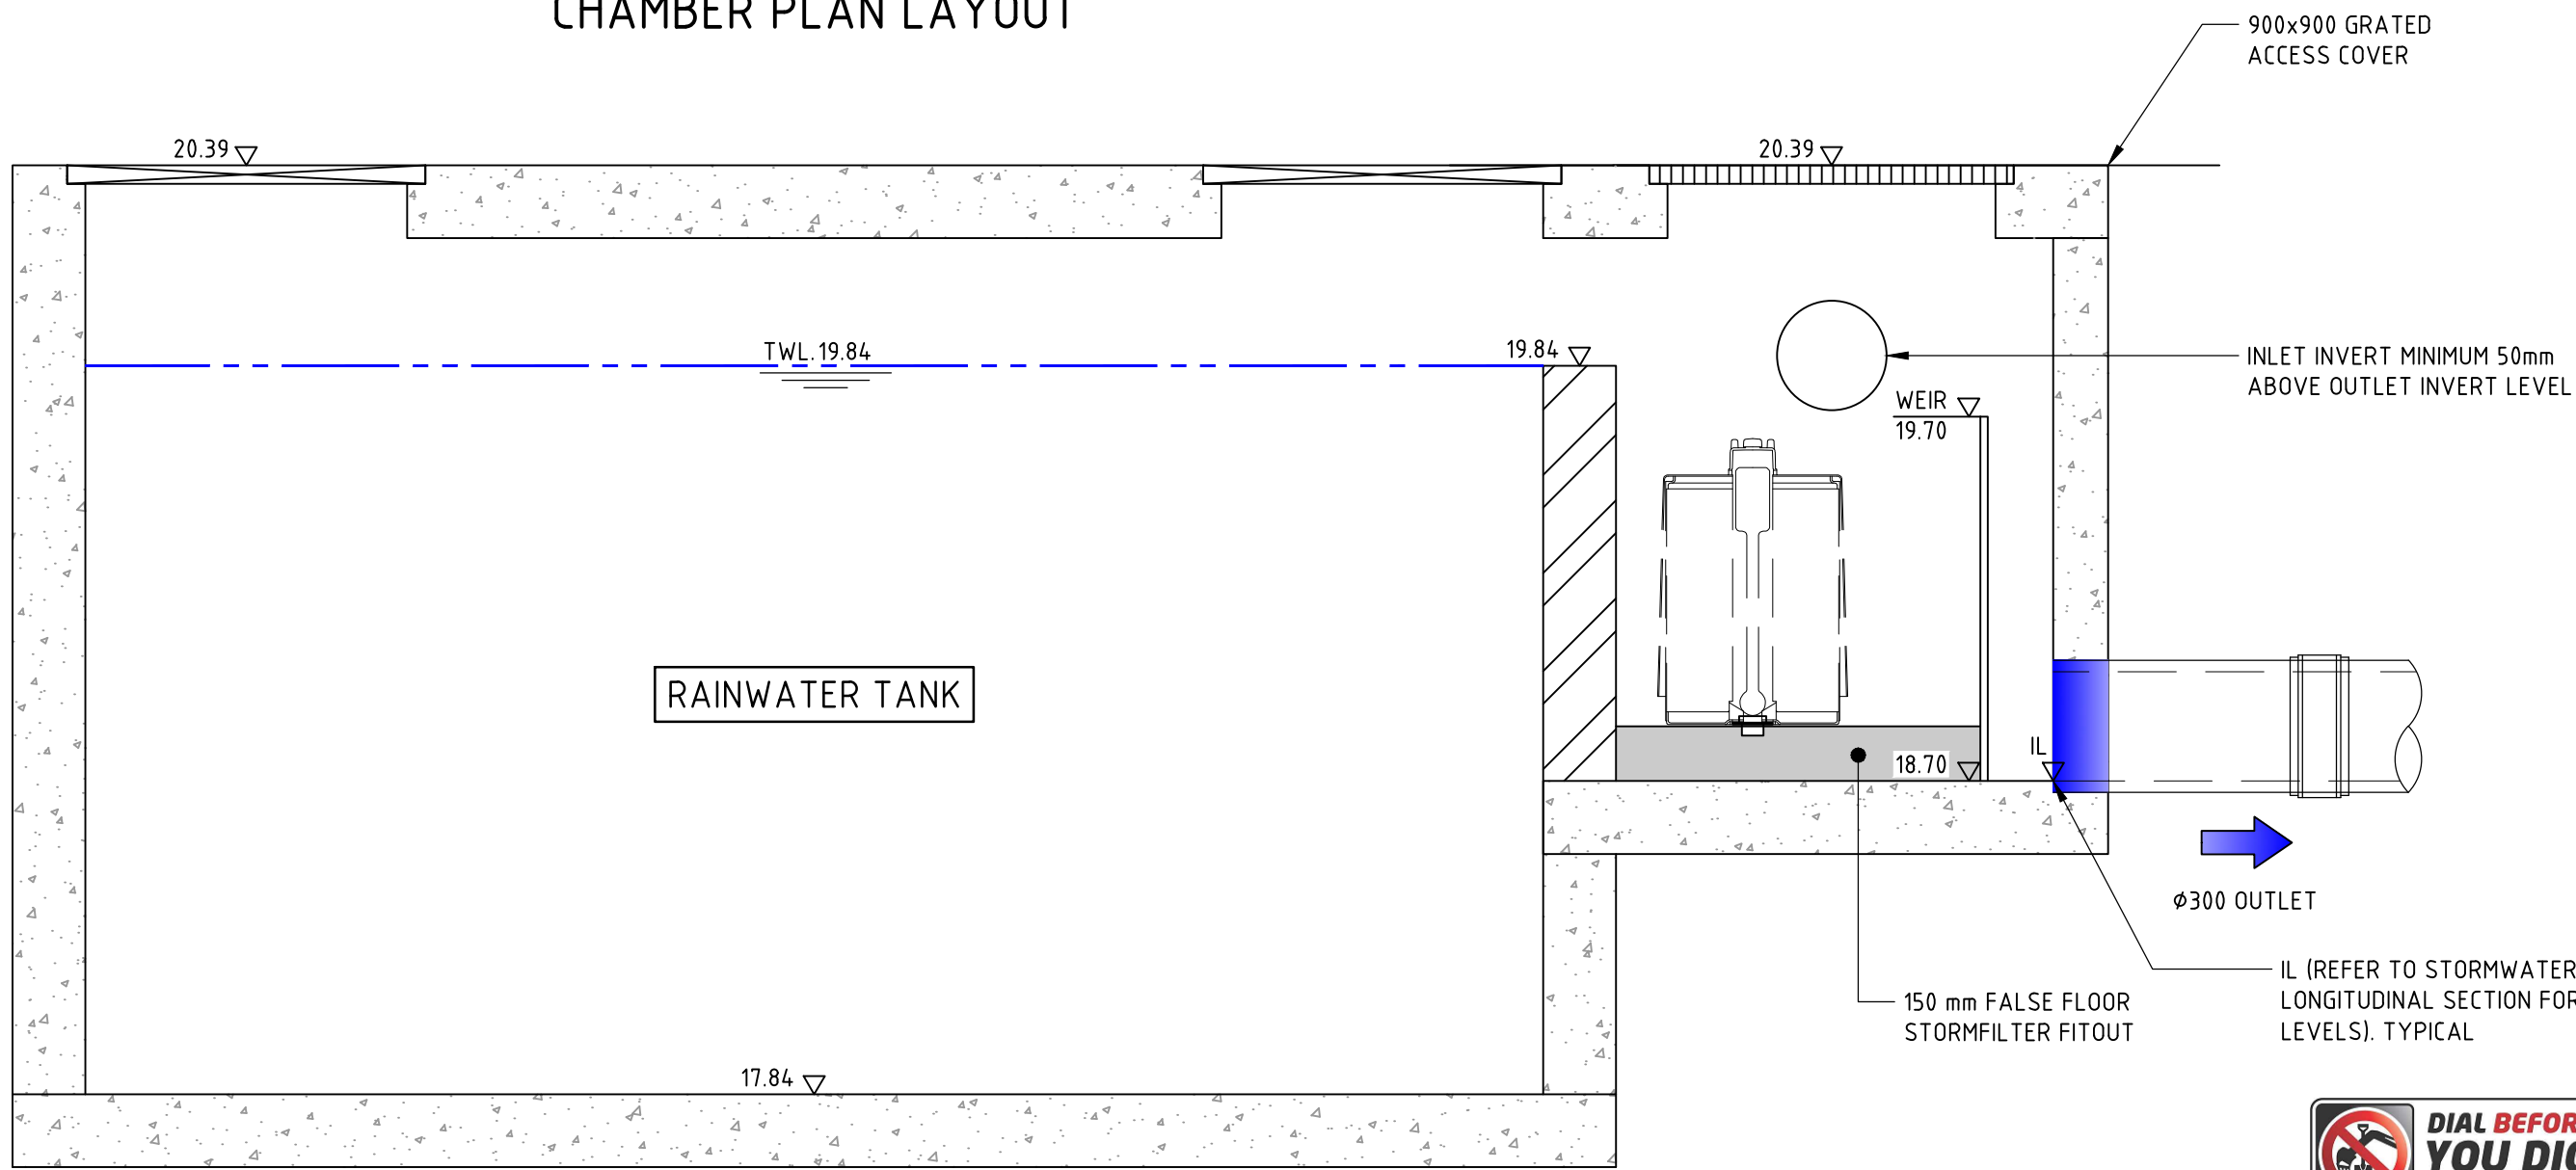 CHAMBER PLAN LAYOUT
900x900 GRATED
ACCESS COVER
20.39
20.39
TWL.19.84
19.84
INLET INVERT MINIMUM 50mm
ABOVE OUTLET INVERT LEVEL
WEIR
19.70
RAINWATER TANK
IL
18.70
Ø300 OUTLET
IL (REFER TO STORMWATER
LONGITUDINAL SECTION FOR
LEVELS). TYPICAL
150 mm FALSE FLOOR
STORMFILTER FITOUT
17.84
DIAL BEFOR
YOU DIG